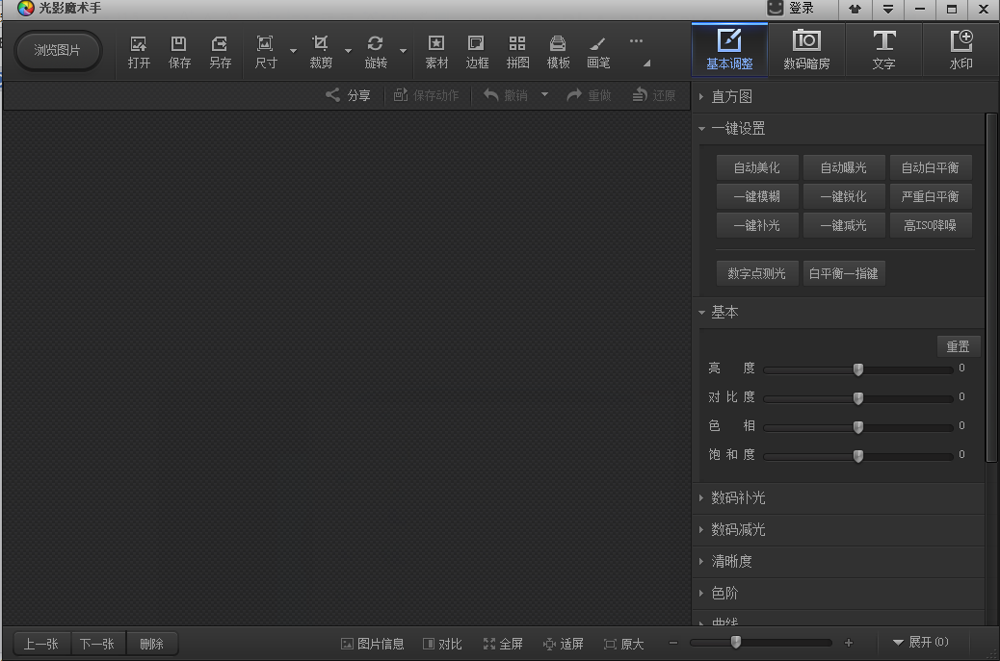 光影魔术手 登录
浏览图片 打开 保存 另存 尺寸 裁剪 旋转 素材 边框 拼图 模板 画笔 基本调整 数码暗房 文字 水印
分享 保存动作 撤销 重做 还原
直方图
一键设置
自动美化 自动曝光 自动白平衡
一键模糊 一键锐化 严重白平衡
一键补光 一键减光 高ISO降噪
数字点测光 白平衡一指键
基本
重置
亮度 0
对比度 0
色相 0
饱和度 0
数码补光
数码减光
清晰度
色阶
曲线
上一张 下一张 删除 图片信息 对比 全屏 适屏 原大 展开(0)